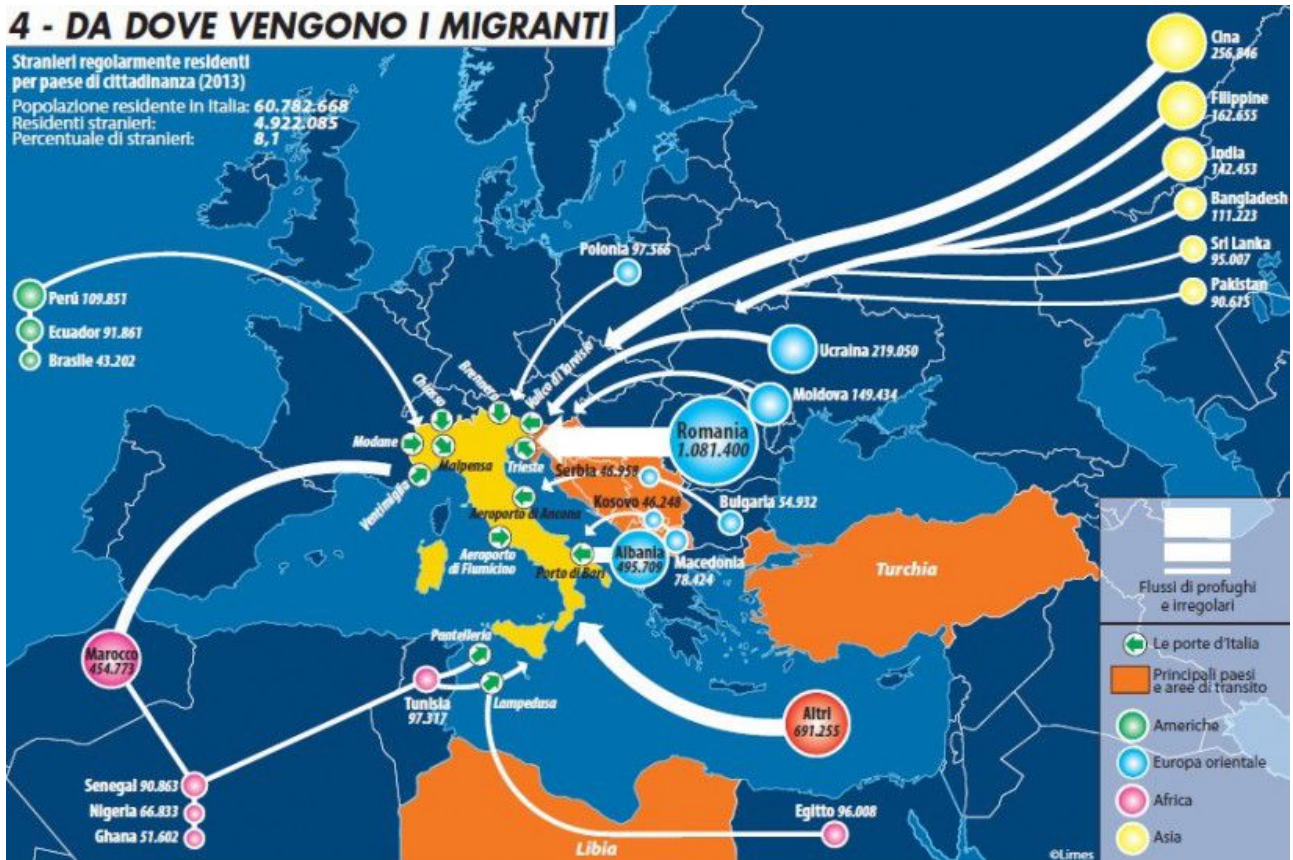 4 - DA DOVE VENGONO I MIGRANTI
Stranieri regolarmente residenti
per paese di cittadinanza (2013)
Popolazione residente in Italia: 60.782.668
Residenti stranieri: 4.922.085
Percentuale di stranieri: 8,1
Cina
256.846
Filippine
162.655
India
142.453
Bangladesh
111.223
Sri Lanka
95.007
Pakistan
90.615
Polonia 97.566
Perú 109.851
Ecuador 91.861
Brasile 43.202
Ucraina 219.050
Moldova 149.434
Romania
1.081.400
Chiasso
Brennero
Valico di Tarvisio
Modane
Malpensa
Trieste
Ventimiglia
Serbia 46.958
Kosovo 46.248
Bulgaria 54.932
Aeroporto di Ancona
Aeroporto
di Fiumicino
Porto di Bari
Albania
495.709
Macedonia
78.424
Turchia
Marocco
454.773
Pantelleria
Tunisia
97.317
Lampedusa
Altri
691.255
Senegal 90.863
Nigeria 66.833
Ghana 51.602
Egitto 96.008
Libia
Flussi di profughi
e irregolari
Le porte d'Italia
Principali paesi
e aree di transito
Americhe
Europa orientale
Africa
Asia
©Limes